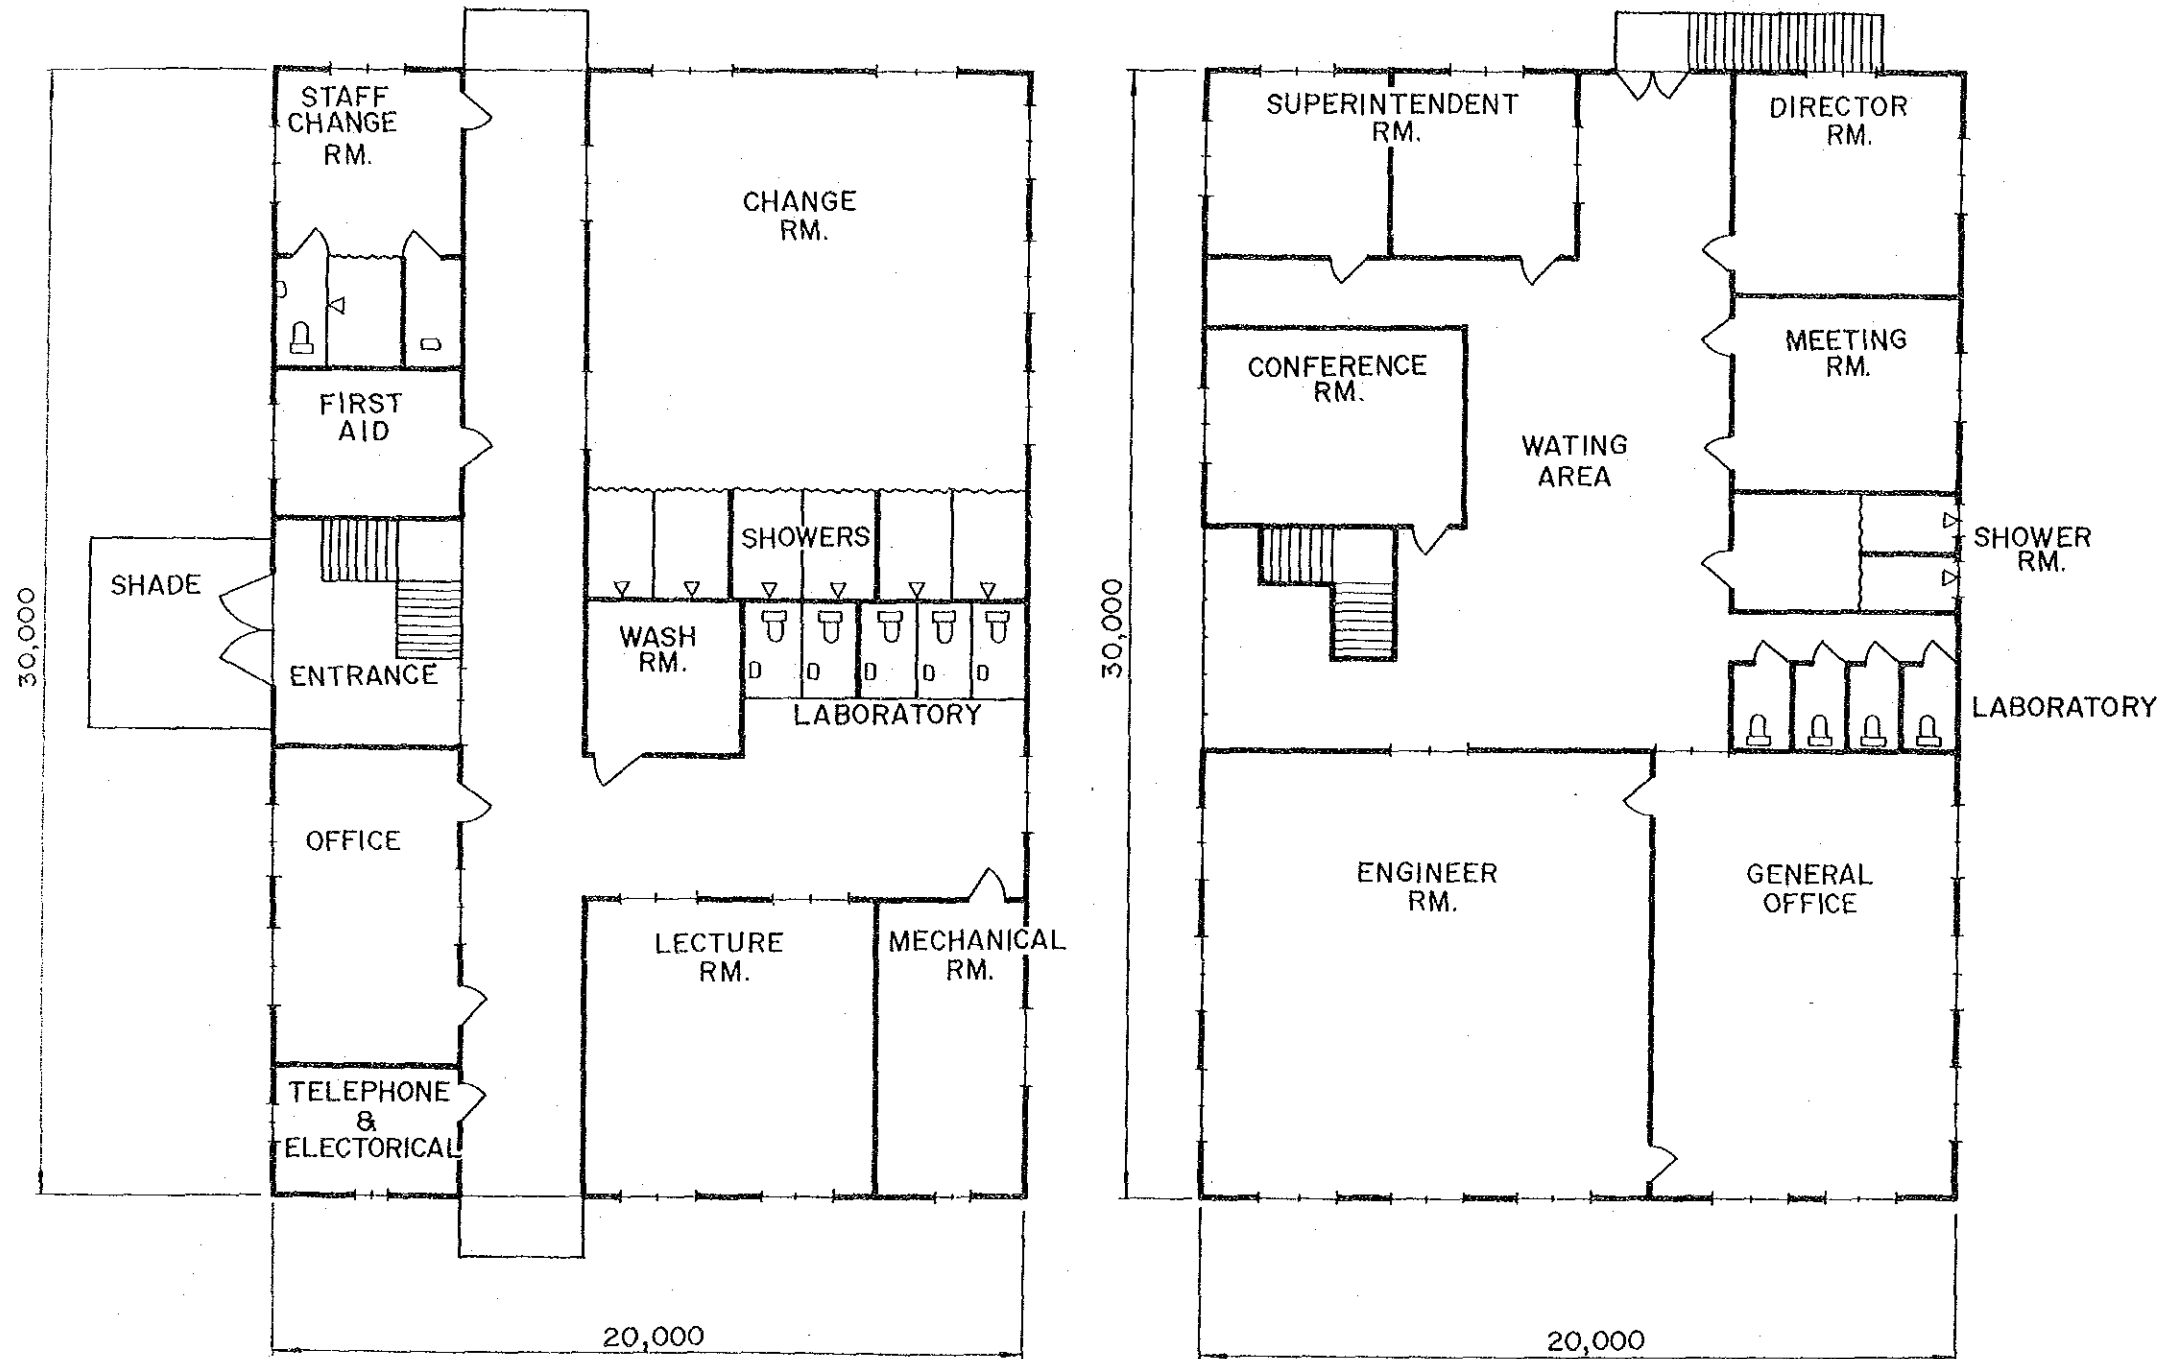 STAFF
CHANGE
RM.
CHANGE
RM.
FIRST
AID
SHOWERS
SHADE
WASH
RM.
ENTRANCE
LABORATORY
OFFICE
LECTURE
RM.
MECHANICAL
RM.
TELEPHONE
&
ELECTORICAL
30,000
20,000
SUPERINTENDENT
RM.
DIRECTOR
RM.
MEETING
RM.
CONFERENCE
RM.
WATING
AREA
SHOWER
RM.
LABORATORY
ENGINEER
RM.
GENERAL
OFFICE
30,000
20,000